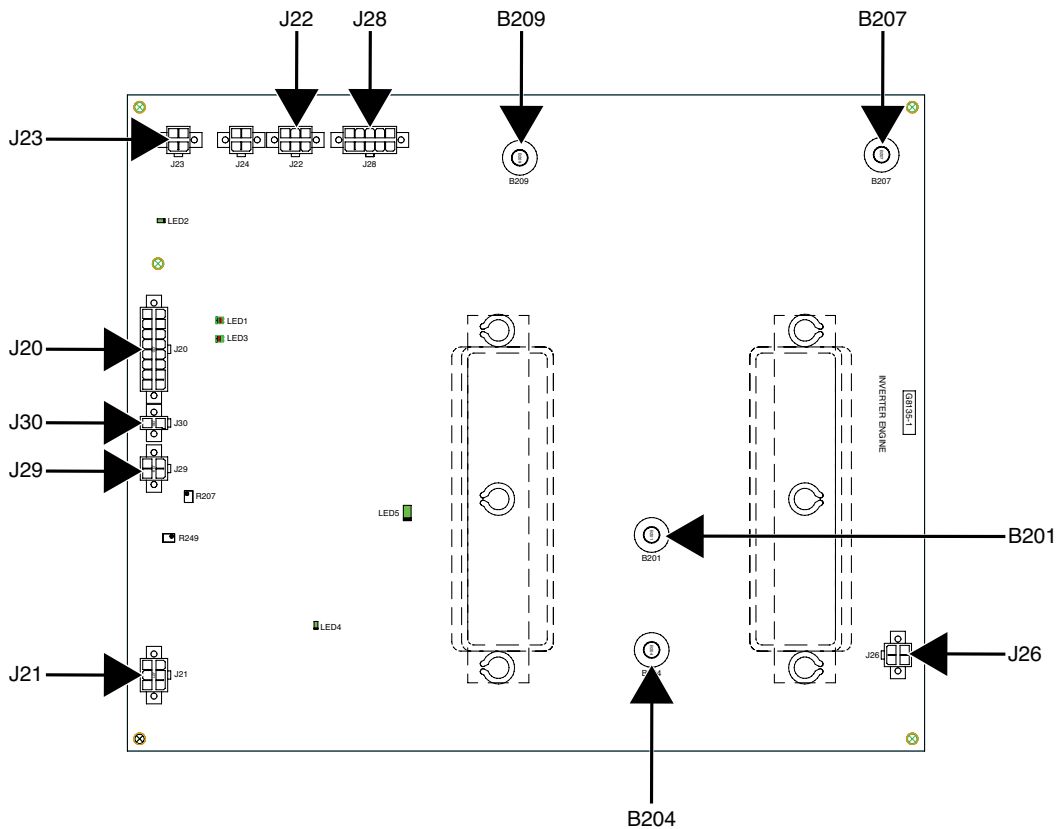 J22
J28
B209
B207
J23
J23
J24
J22
J28
B209
B207
LED2
LED1
LED3
J20
J20
J30
J30
J29
J29
INVERTER ENGINE
G8135-1
R207
LED5
R249
B201
B201
LED4
J21
J21
J26
J26
B204